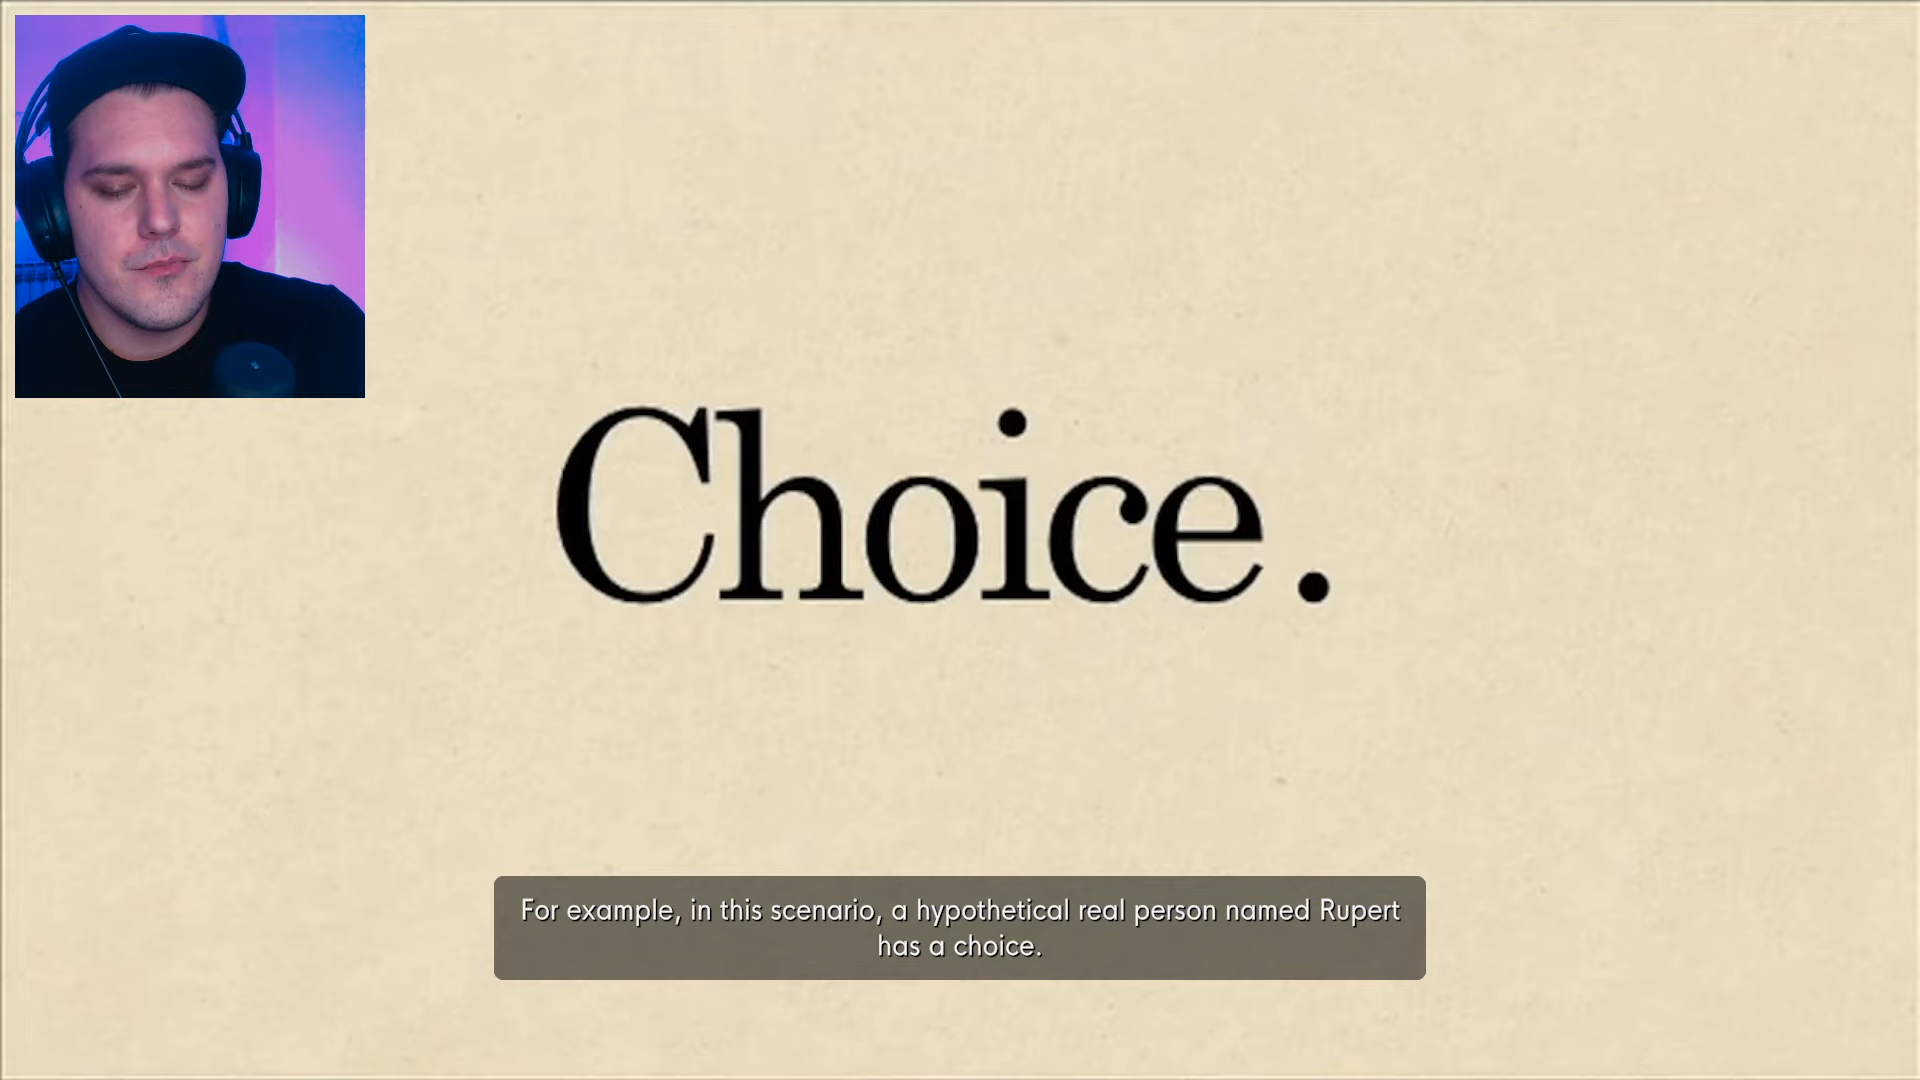 Choice.
For example, in this scenario, a hypothetical real person named Rupert
has a choice.